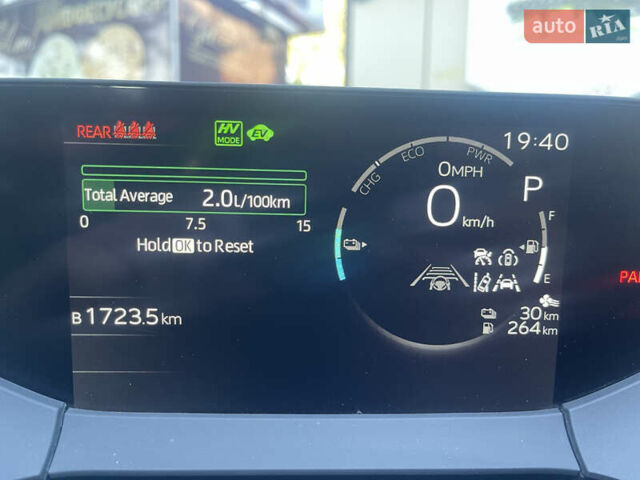 auto RIA
.com
REAR
HV
MODE
EV
19:40
CHG ECO PWR
0MPH
P
Total Average 2.0L/100km
0 km/h
F
0 7.5 15
Hold OK to Reset
E
B 1723.5 km
30 km
264 km